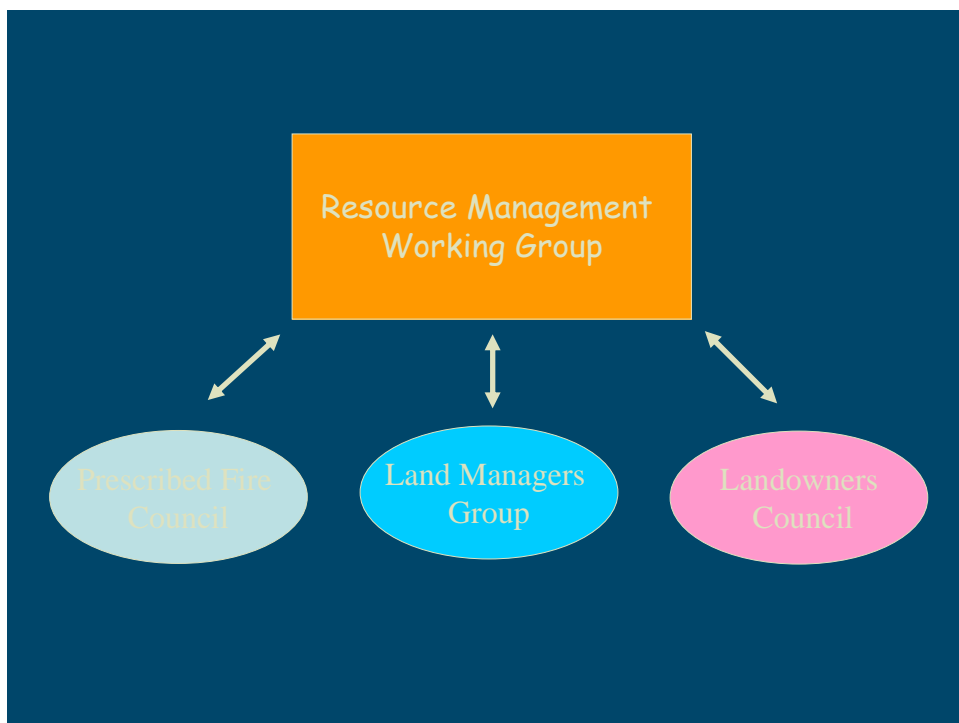 Resource Management
Working Group
Prescribed Fire
Council
Land Managers
Group
Landowners
Council